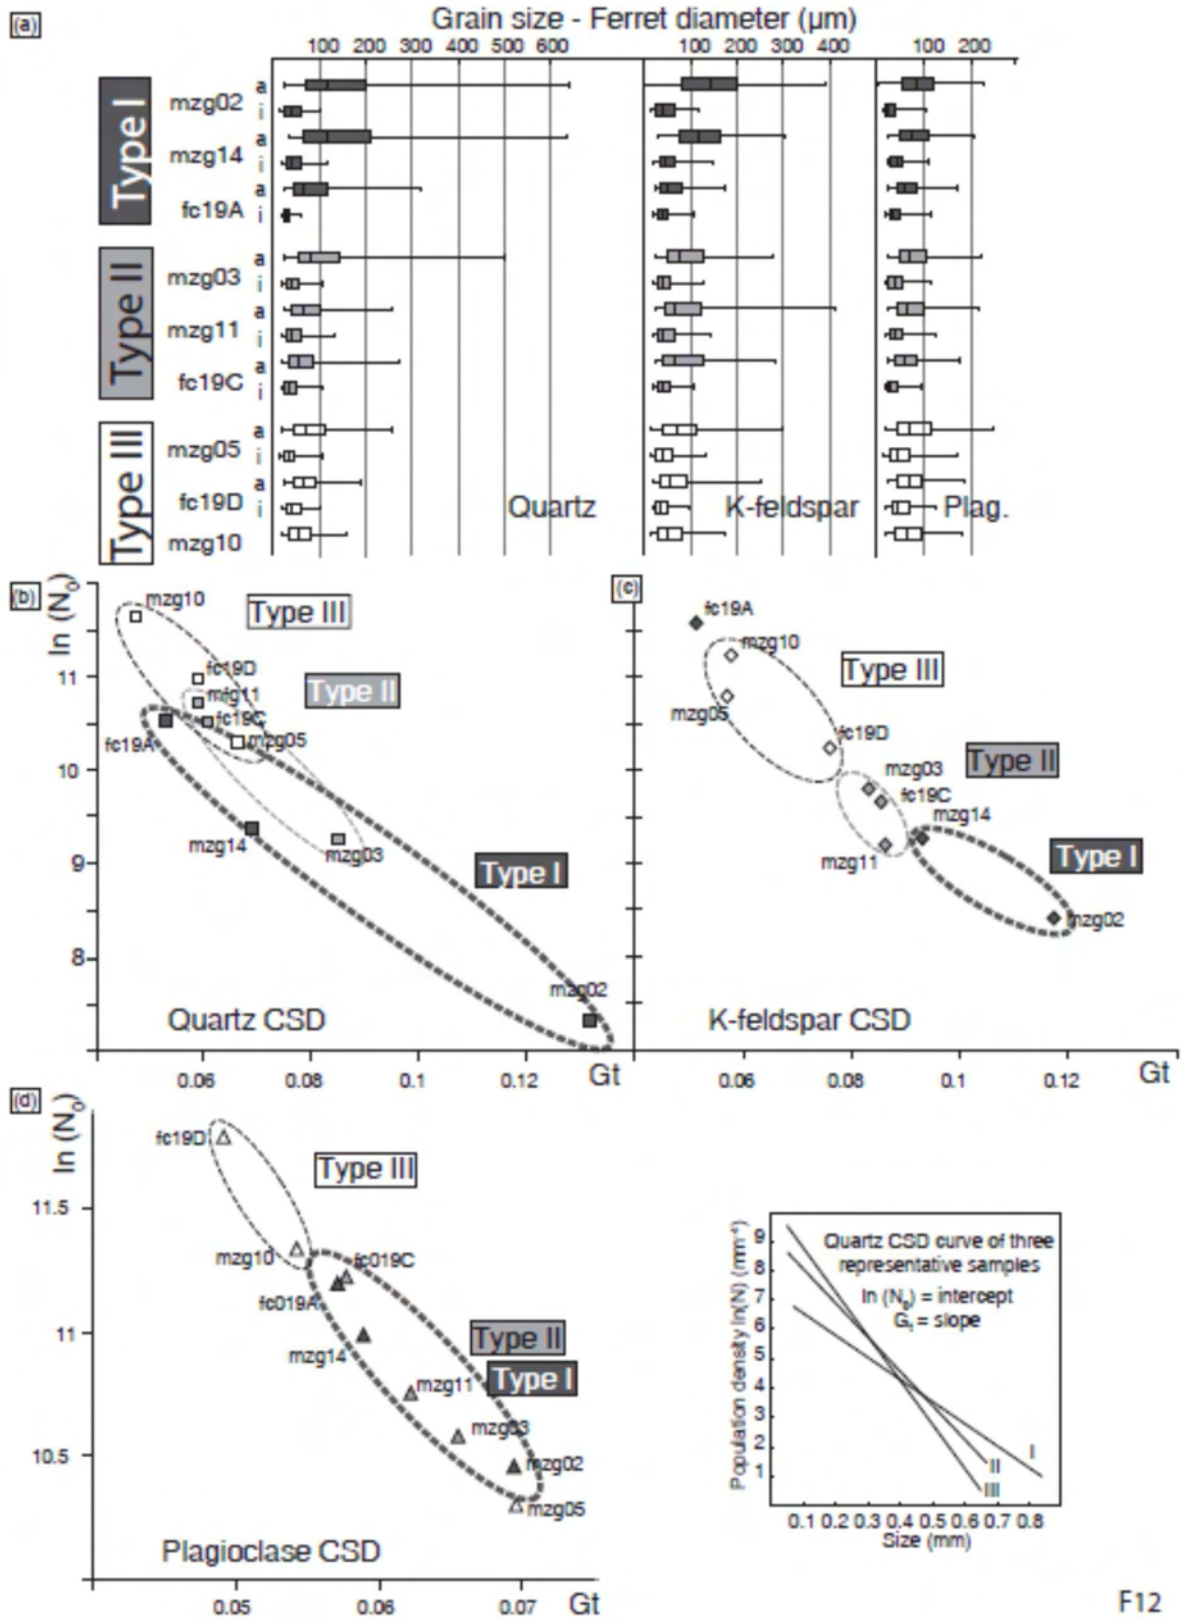 (a)
Grain size - Ferret diameter (µm)
100 200 300 400 500 600
100 200 300 400
100 200
Type I
mzg02
a
i
mzg14
a
i
fc19A
a
i
Type II
mzg03
a
i
mzg11
a
i
fc19C
a
i
Type III
mzg05
a
i
fc19D
a
i
mzg10
Quartz
K-feldspar
Plag.
(b)
ln (N₀)
11
10
9
8
mzg10
Type III
fc19D
mfg11
Type II
fc19C
fc19A
mzg05
mzg14
mzg03
Type I
mzg02
Quartz CSD
0.06 0.08 0.1 0.12 Gt
(c)
fc19A
mzg10
Type III
mzg05
fc19D
mzg03
Type II
fc19C
mzg14
mzg11
Type I
mzg02
K-feldspar CSD
0.06 0.08 0.1 0.12 Gt
(d)
ln (N₀)
11.5
11
10.5
fc19D
Type III
mzg10
fc019C
fc019A
mzg14
Type II
Type I
mzg11
mzg03
mzg02
mzg05
Plagioclase CSD
0.05 0.06 0.07 Gt
Population density ln(N) (mm⁻⁴)
9
8
7
6
5
4
3
2
1
Quartz CSD curve of three
representative samples
ln (N₀) = intercept
Gₜ = slope
I
II
III
0.1 0.2 0.3 0.4 0.5 0.6 0.7 0.8
Size (mm)
F12